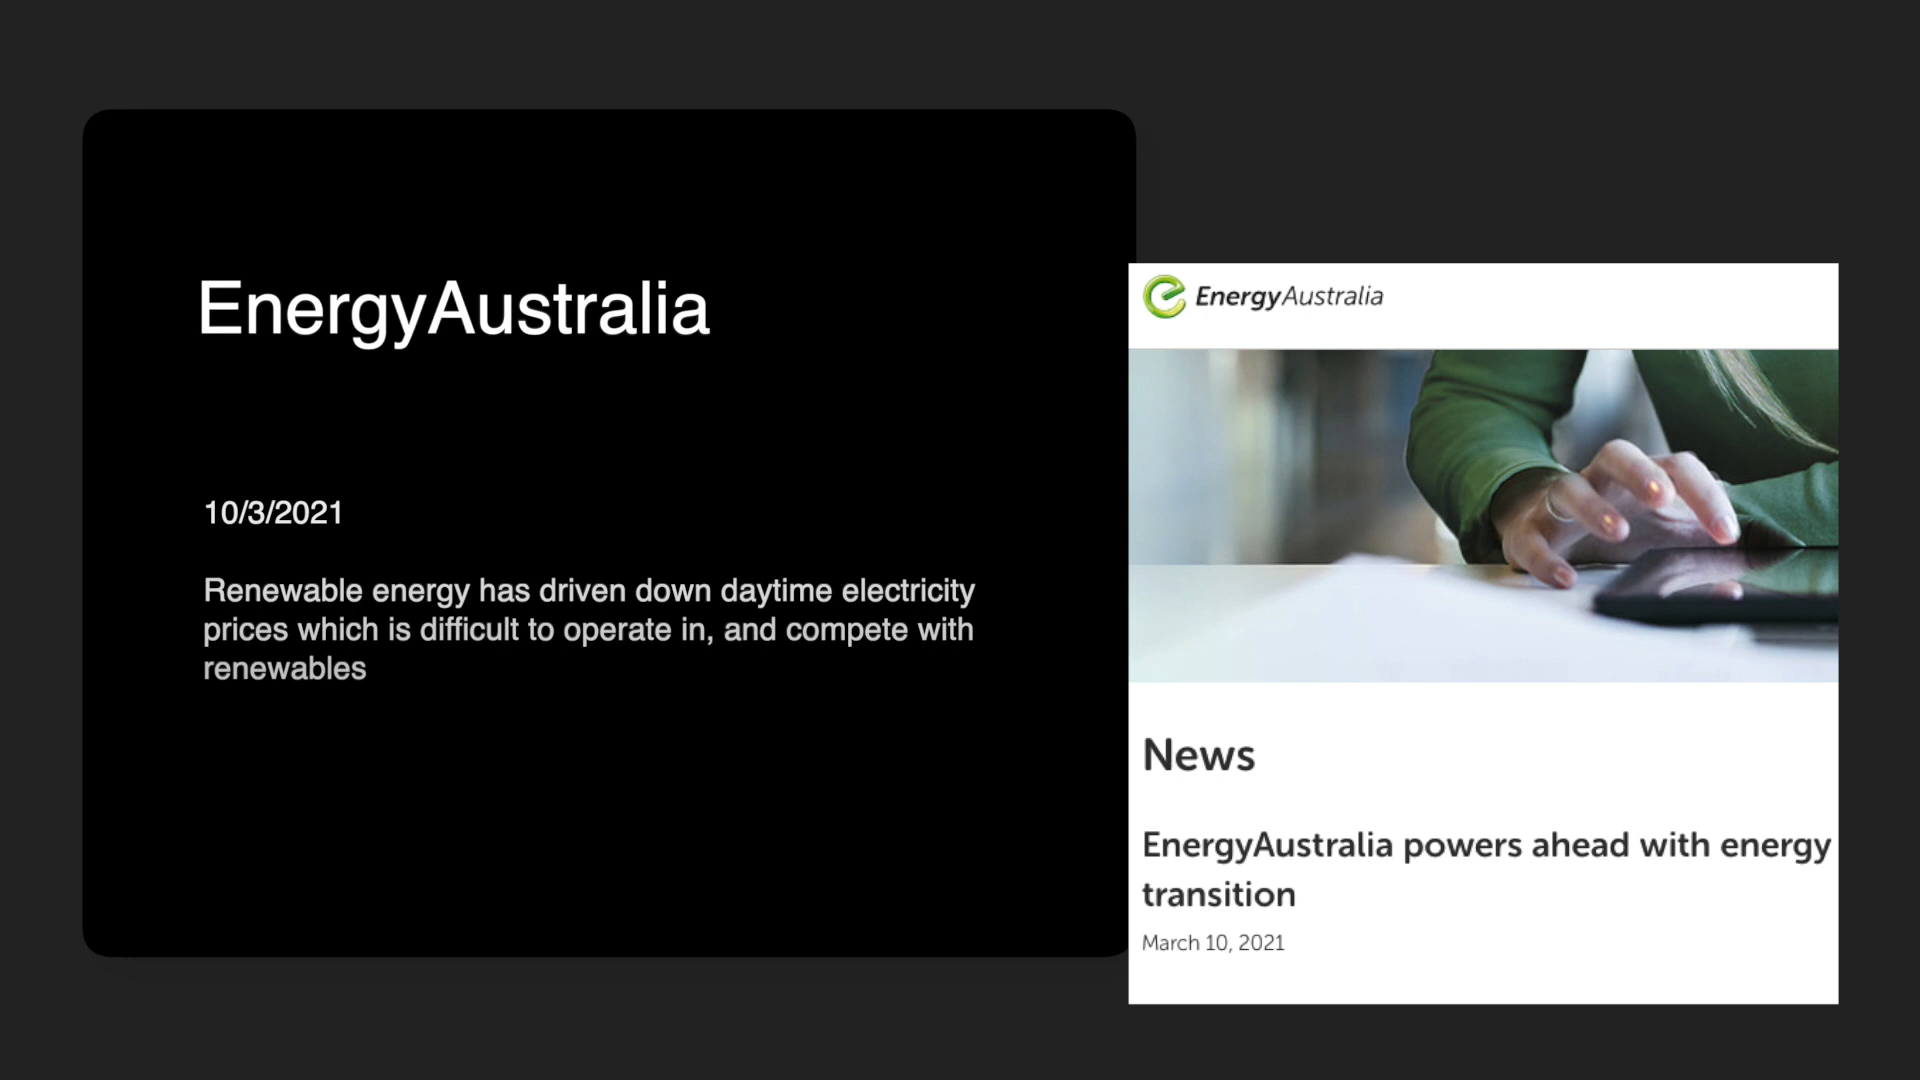 EnergyAustralia
10/3/2021
Renewable energy has driven down daytime electricity
prices which is difficult to operate in, and compete with
renewables
EnergyAustralia
News
EnergyAustralia powers ahead with energy
transition
March 10, 2021